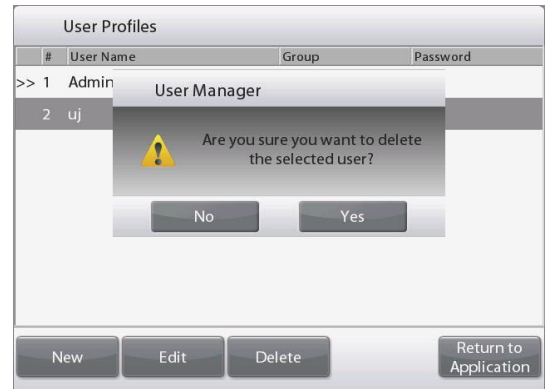 User Profiles
# User Name Group Password
>> 1 Admin
User Manager
2 uj
Are you sure you want to delete
the selected user?
No Yes
New Edit Delete Return to
Application